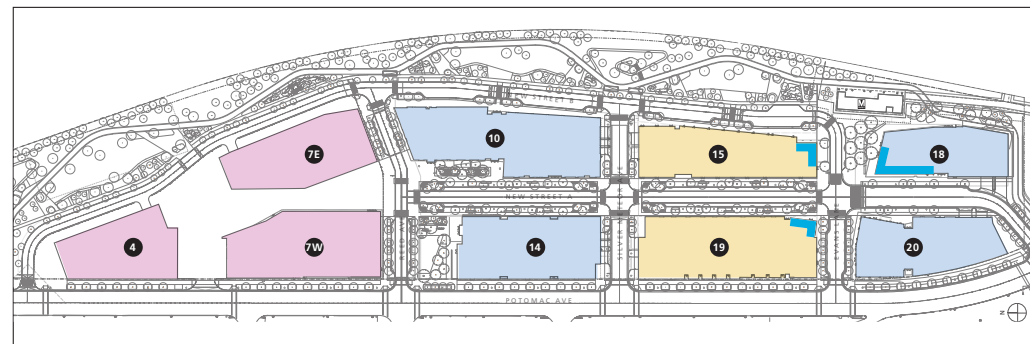 NEW STREET B
10
7E
15
M
18
NEW STREET A
4
7W
14
19
20
POTOMAC AVE
N